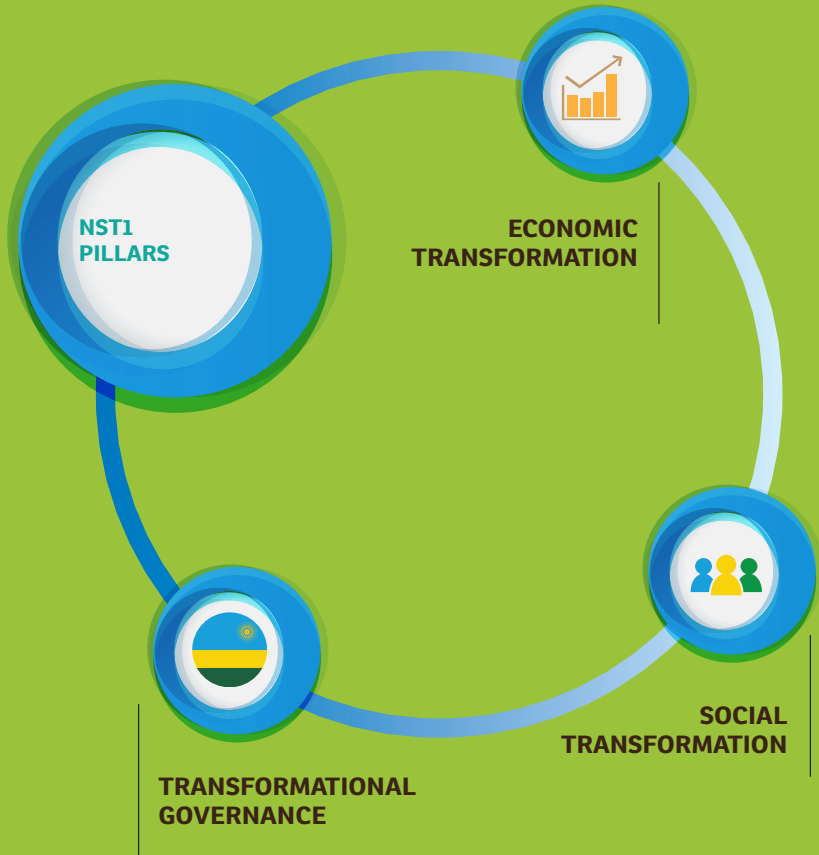 NST1
PILLARS
ECONOMIC
TRANSFORMATION
SOCIAL
TRANSFORMATION
TRANSFORMATIONAL
GOVERNANCE